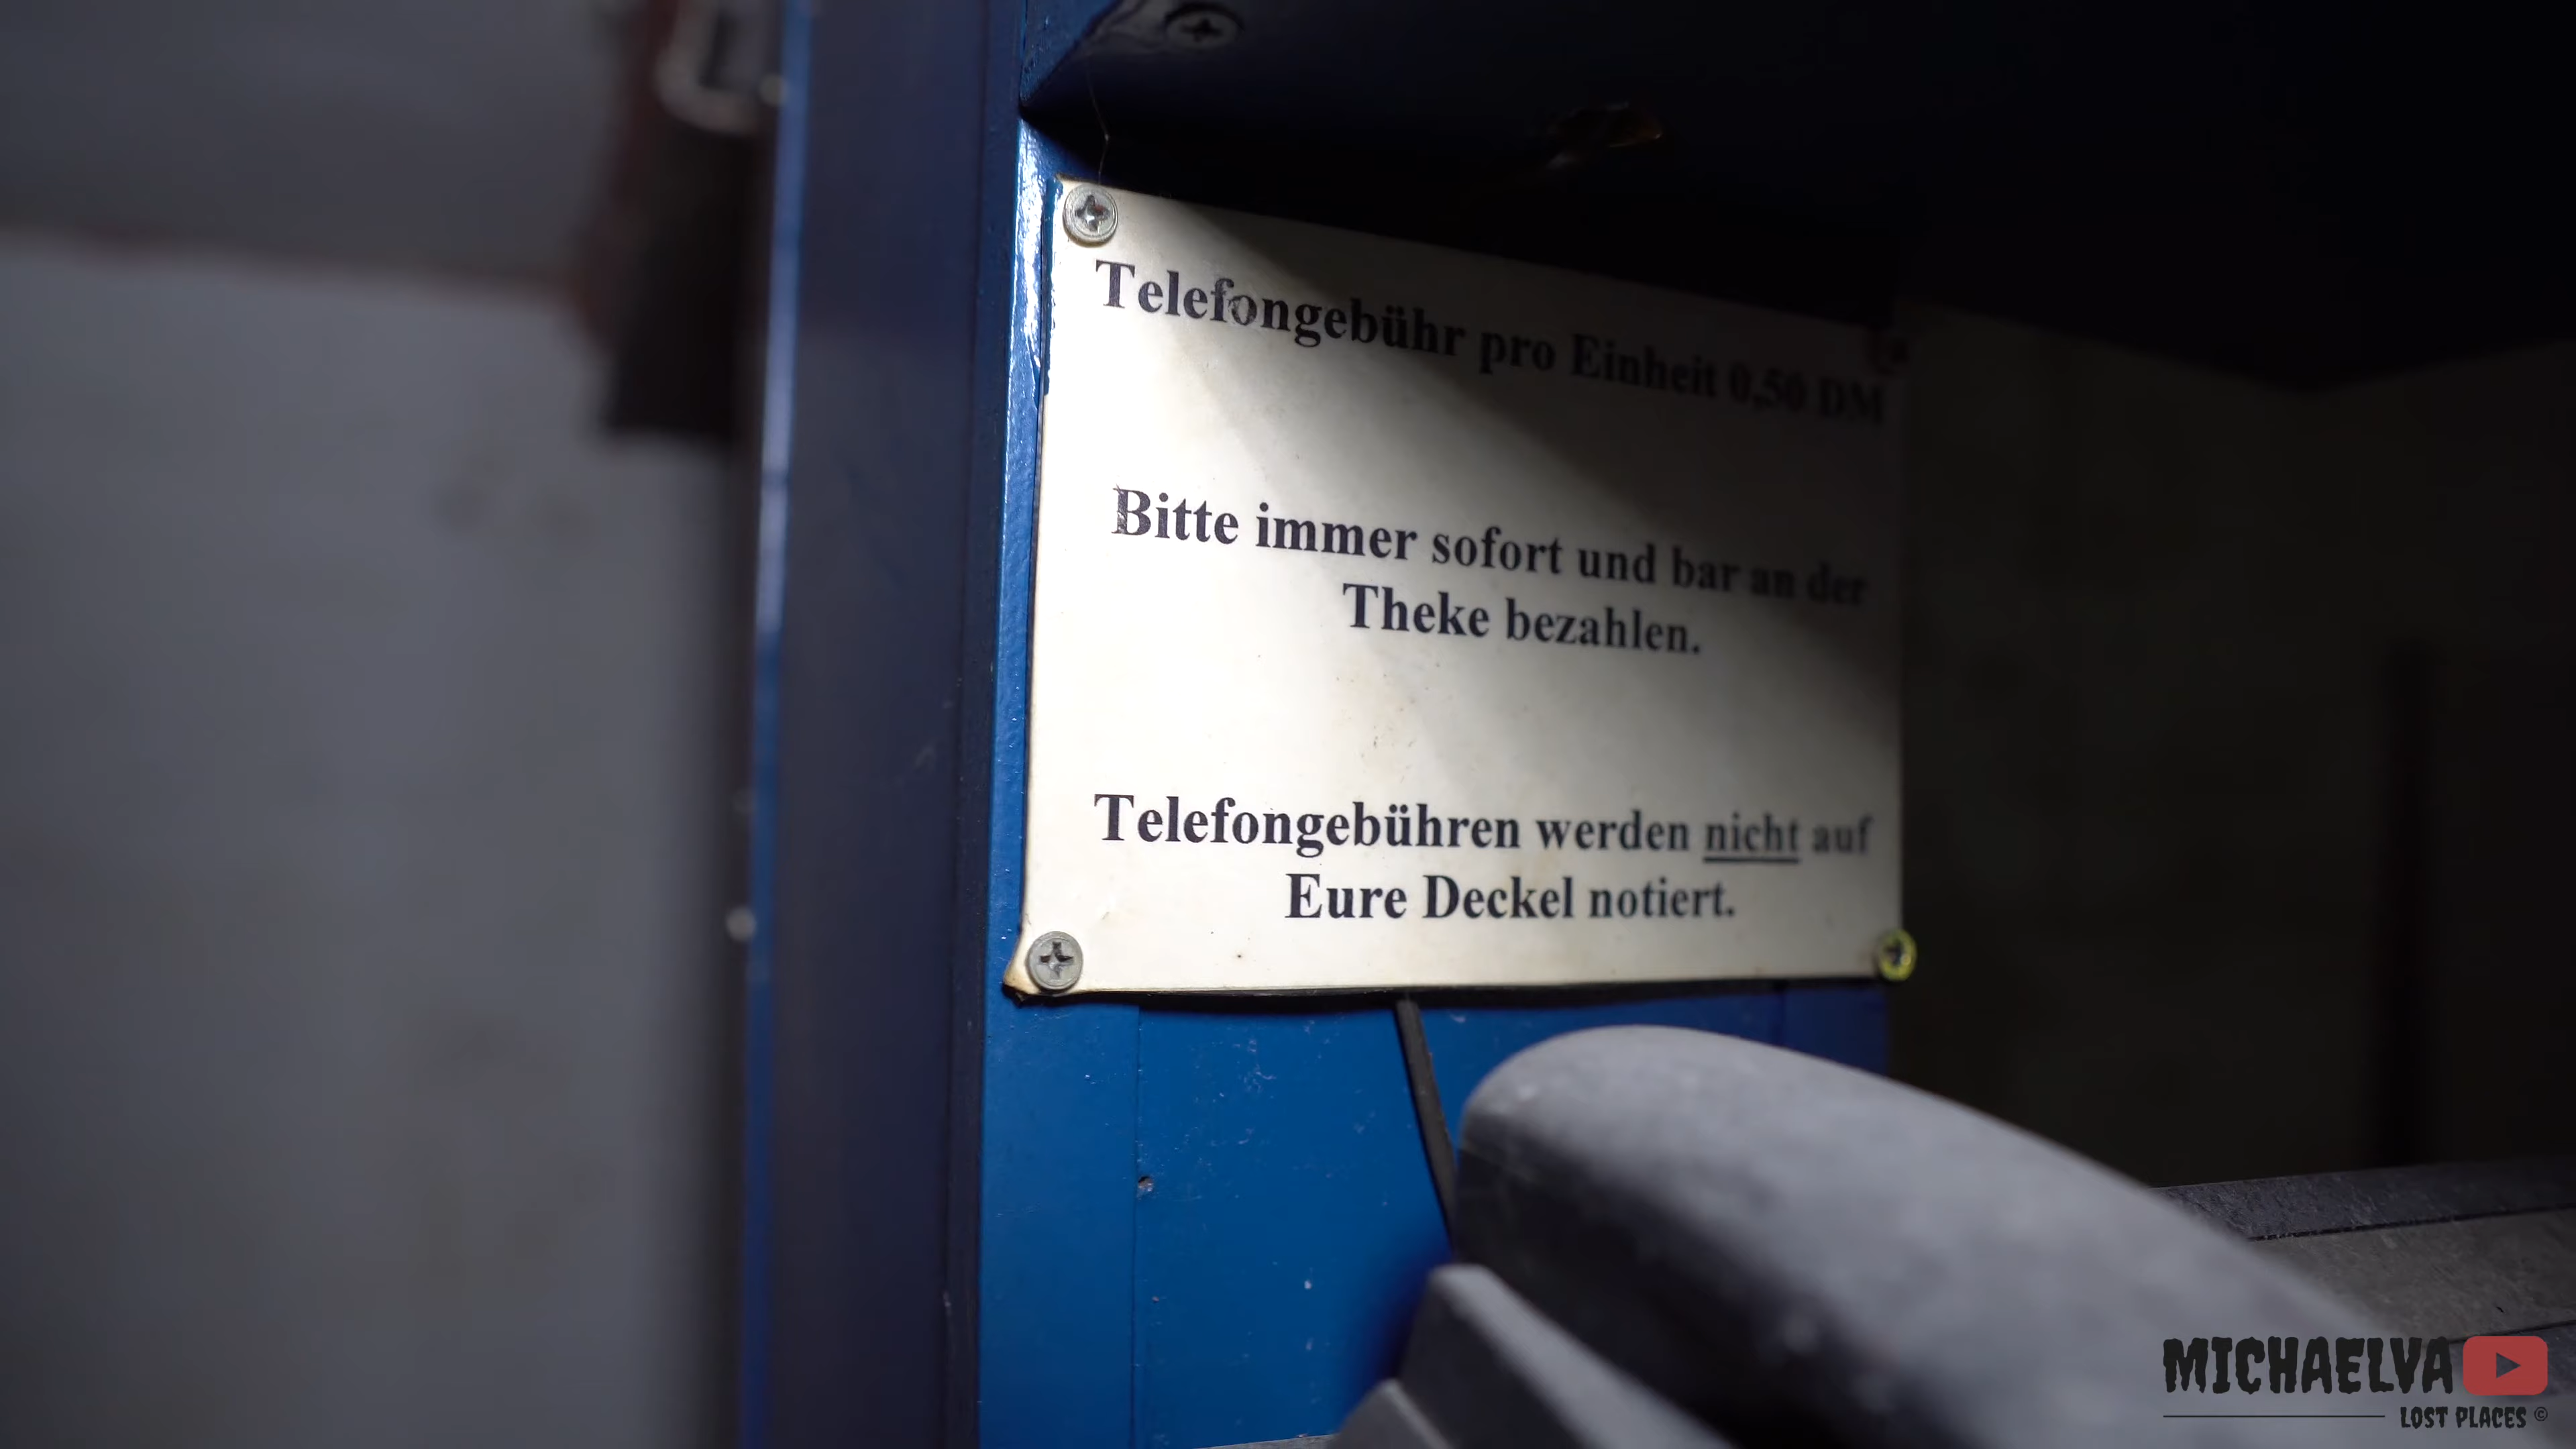 Telefongebühr pro Einheit 0,50 DM
Bitte immer sofort und bar an der
Theke bezahlen.
Telefongebühren werden nicht auf
Eure Deckel notiert.
MICHAELVA
LOST PLACES ©